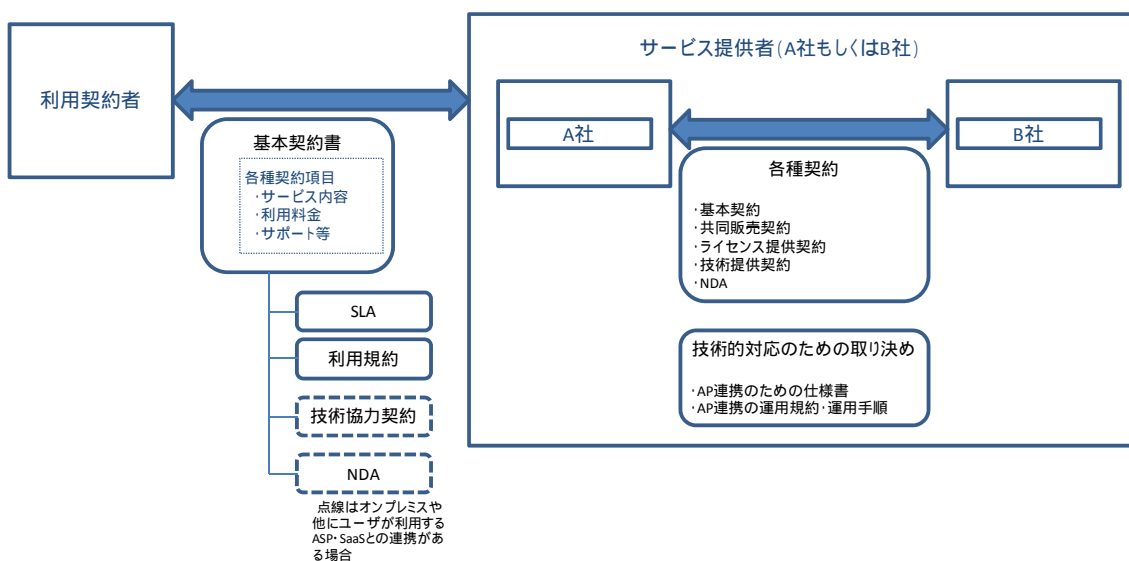 利用契約者
基本契約書
各種契約項目
・サービス内容
・利用料金
・サポート等
SLA
利用規約
技術協力契約
NDA
点線はオンプレミスや
他にユーザが利用する
ASP・SaaSとの連携があ
る場合
サービス提供者(A社もしくはB社)
A社
B社
各種契約
・基本契約
・共同販売契約
・ライセンス提供契約
・技術提供契約
・NDA
技術的対応のための取り決め
・AP連携のための仕様書
・AP連携の運用規約・運用手順